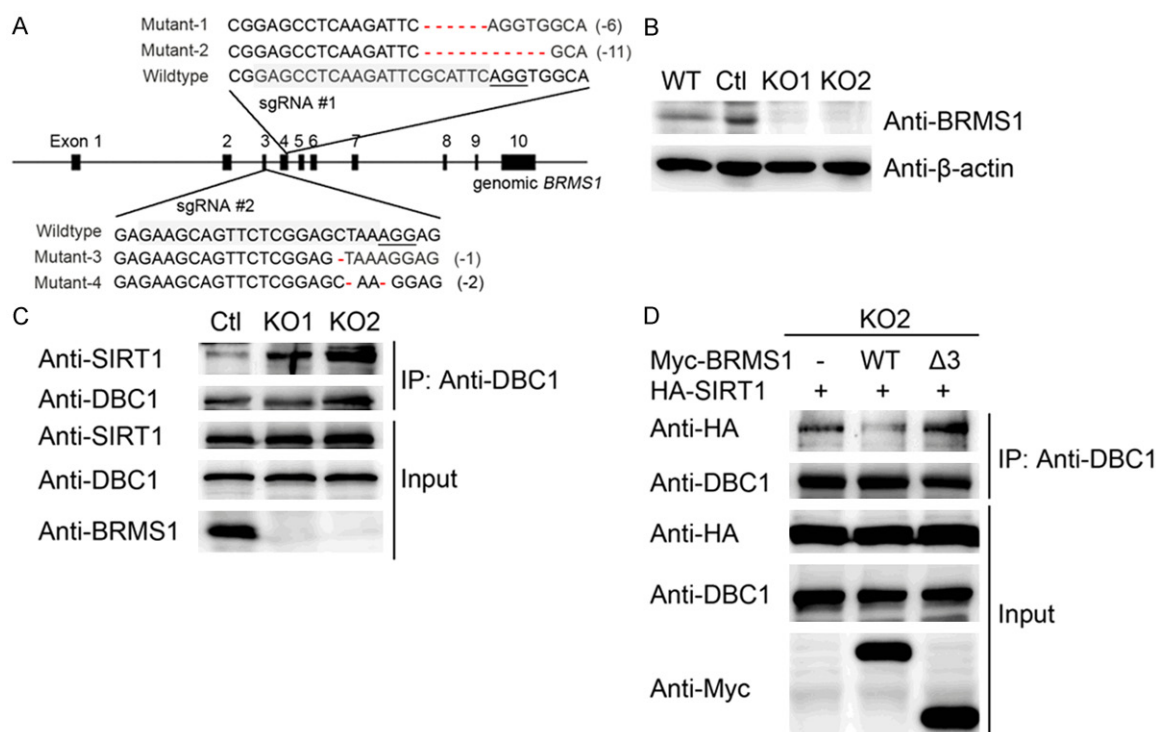 A
Mutant-1 CGGAGCCTCAAGATTC------AGGTGGCA (-6)
Mutant-2 CGGAGCCTCAAGATTC-----------GCA (-11)
Wildtype CGGAGCCTCAAGATTCGCATTCAGGTGGCA
sgRNA #1
Exon 1 2 3 4 5 6 7 8 9 10
genomic BRMS1
sgRNA #2
Wildtype GAGAAGCAGTTCTCGGAGCTAAAGGAG
Mutant-3 GAGAAGCAGTTCTCGGAG-TAAAGGAG (-1)
Mutant-4 GAGAAGCAGTTCTCGGAGC-AA-GGAG (-2)
B
WT Ctl KO1 KO2
Anti-BRMS1
Anti-β-actin
C
Ctl KO1 KO2
Anti-SIRT1
Anti-DBC1
IP: Anti-DBC1
Anti-SIRT1
Anti-DBC1
Anti-BRMS1
Input
D
KO2
Myc-BRMS1 - WT Δ3
HA-SIRT1 + + +
Anti-HA
Anti-DBC1
IP: Anti-DBC1
Anti-HA
Anti-DBC1
Anti-Myc
Input